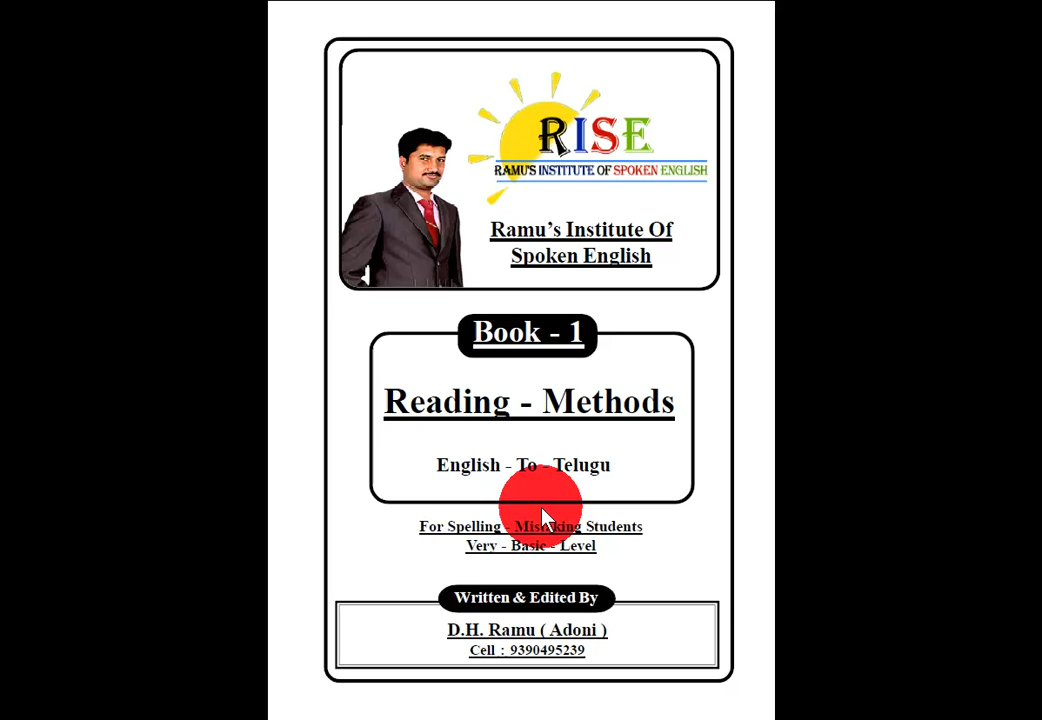 RISE
RAMU'S INSTITUTE OF SPOKEN ENGLISH
Ramu's Institute Of
Spoken English
Book - 1
Reading - Methods
English - To - Telugu
For Spelling - Mistaking Students
Very - Basic - Level
Written & Edited By
D.H. Ramu ( Adoni )
Cell : 9390495239